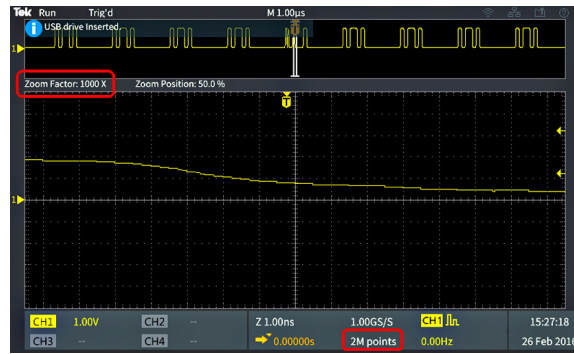 Tek Run Trig'd M 1.00µs
USB drive Inserted.
Zoom Factor: 1000 X Zoom Position: 50.0 %
T
1
1
CH1 1.00V CH2 -- Z 1.00ns 1.00GS/S CH1 15:27:18
CH3 -- CH4 -- 0.00000s 2M points 0.00Hz 26 Feb 2016